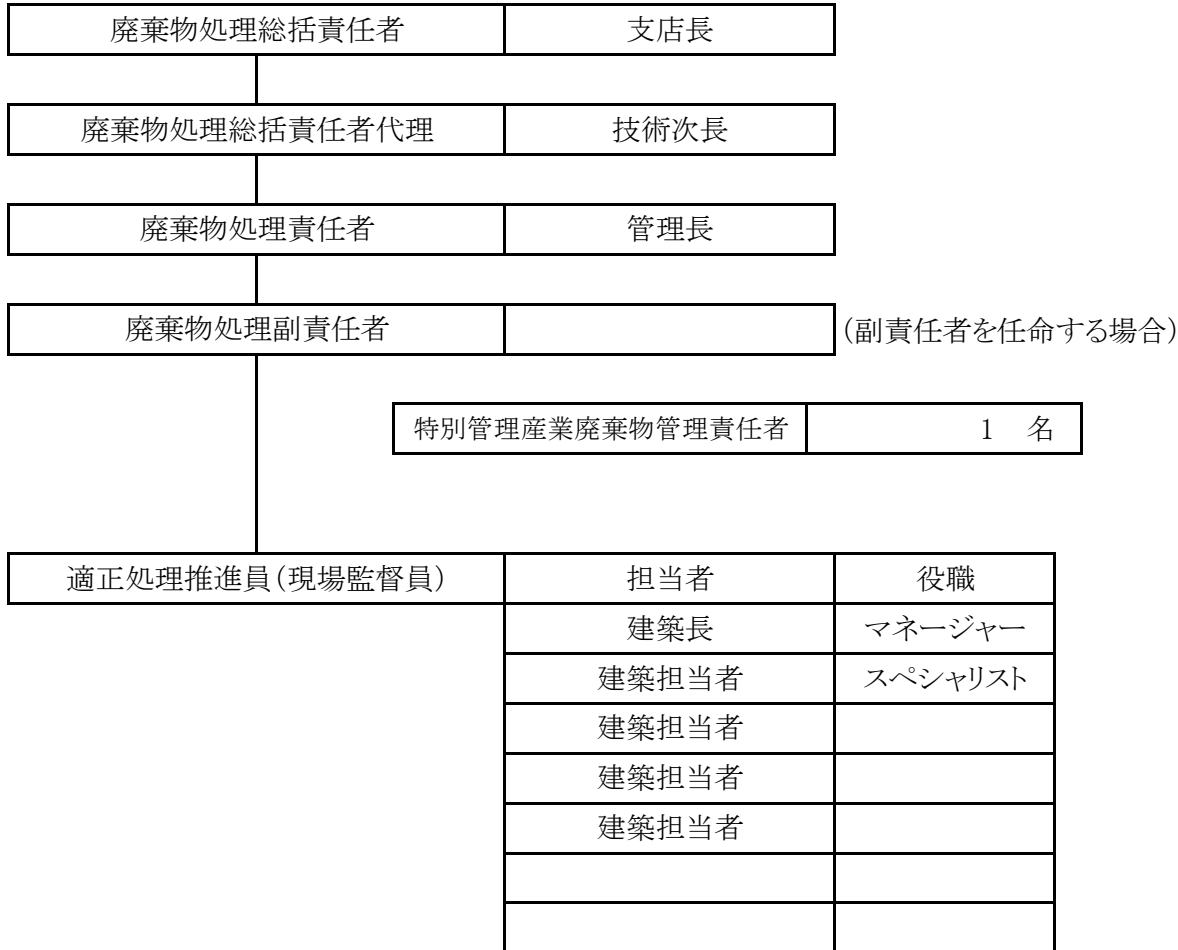 廃棄物処理総括責任者 支店長
廃棄物処理総括責任者代理 技術次長
廃棄物処理責任者 管理長
廃棄物処理副責任者 (副責任者を任命する場合)
特別管理産業廃棄物管理責任者 1 名
適正処理推進員(現場監督員) 担当者 役職
建築長 マネージャー
建築担当者 スペシャリスト
建築担当者
建築担当者
建築担当者